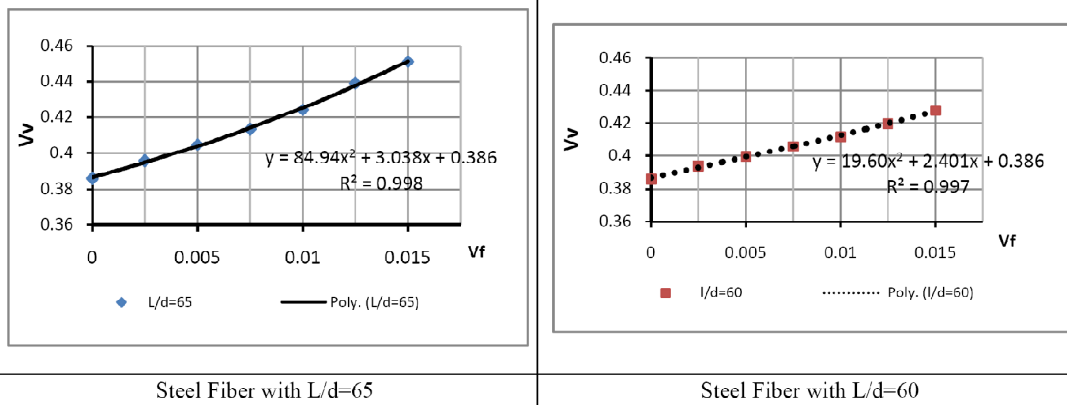 0.46
0.44
0.42
0.4
0.38
0.36
Vv
y = 84.94x² + 3.038x + 0.386
R² = 0.998
0
0.005
0.01
0.015
Vf
L/d=65
Poly. (L/d=65)
Steel Fiber with L/d=65
0.46
0.44
0.42
0.4
0.38
0.36
Vv
y = 19.60x² + 2.401x + 0.386
R² = 0.997
0
0.005
0.01
0.015
Vf
l/d=60
Poly. (l/d=60)
Steel Fiber with L/d=60